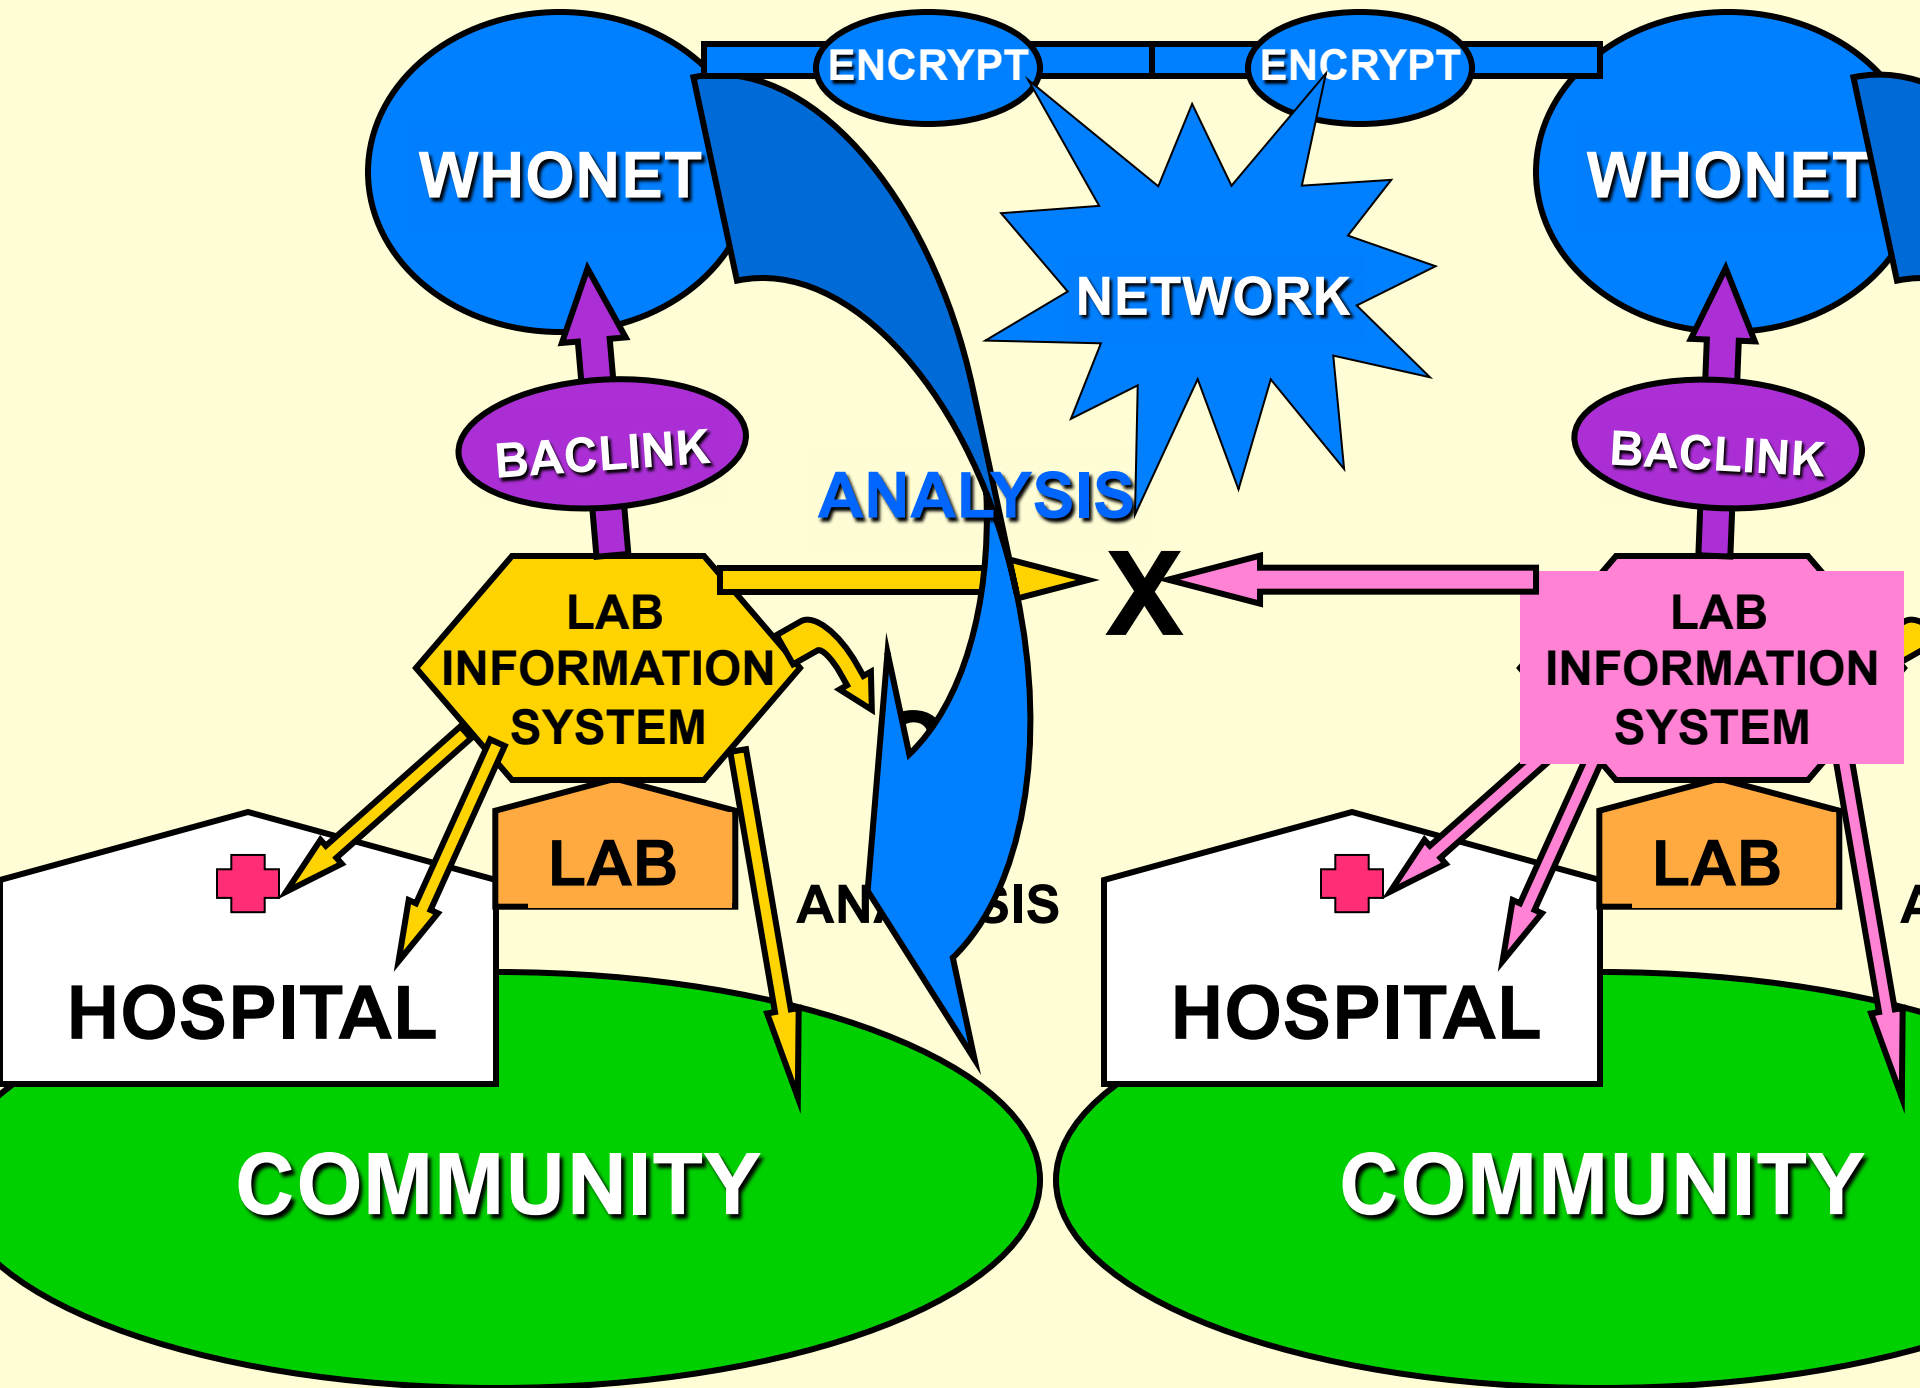 ENCRYPT
ENCRYPT
WHONET
WHONET
NETWORK
BACLINK
BACLINK
ANALYSIS
X
LAB
INFORMATION
SYSTEM
LAB
INFORMATION
SYSTEM
LAB
LAB
HOSPITAL
HOSPITAL
COMMUNITY
COMMUNITY